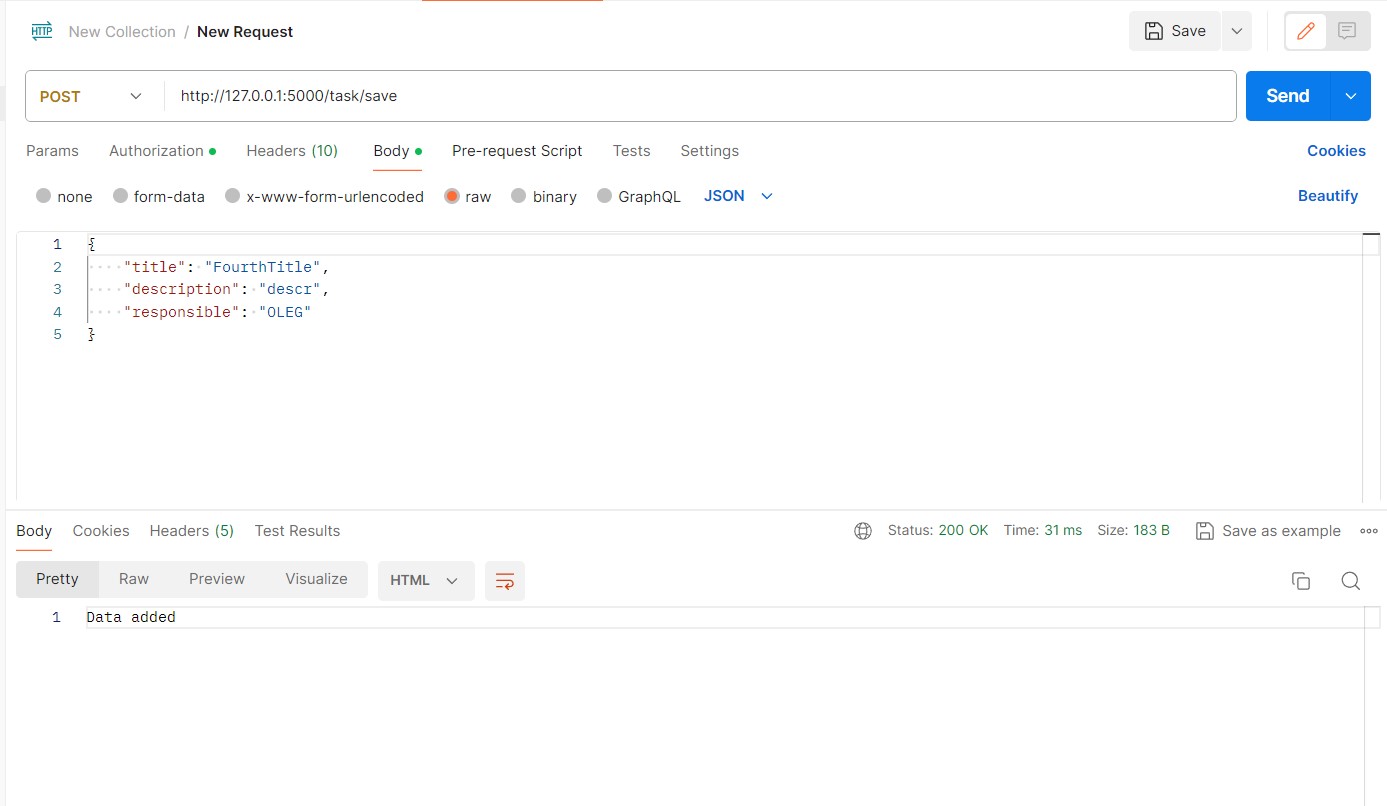 HTTP New Collection / New Request Save
POST http://127.0.0.1:5000/task/save Send
Params Authorization Headers (10) Body Pre-request Script Tests Settings Cookies
none form-data x-www-form-urlencoded raw binary GraphQL JSON Beautify
1 {
2 "title": "FourthTitle",
3 "description": "descr",
4 "responsible": "OLEG"
5 }
Body Cookies Headers (5) Test Results Status: 200 OK Time: 31 ms Size: 183 B Save as example
Pretty Raw Preview Visualize HTML
1 Data added